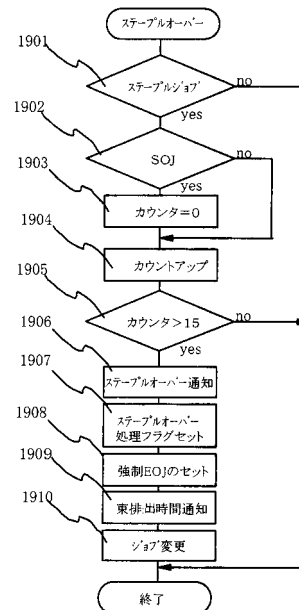 ステープルオーバー
1901
ステープルジョブ
no
yes
1902
SOJ
no
yes
1903
カウンタ=0
1904
カウントアップ
1905
カウンタ>15
no
yes
1906
ステープルオーバー通知
1907
ステープルオーバー
処理フラグセット
1908
強制EOJのセット
1909
束排出時間通知
1910
ジョブ変更
終了